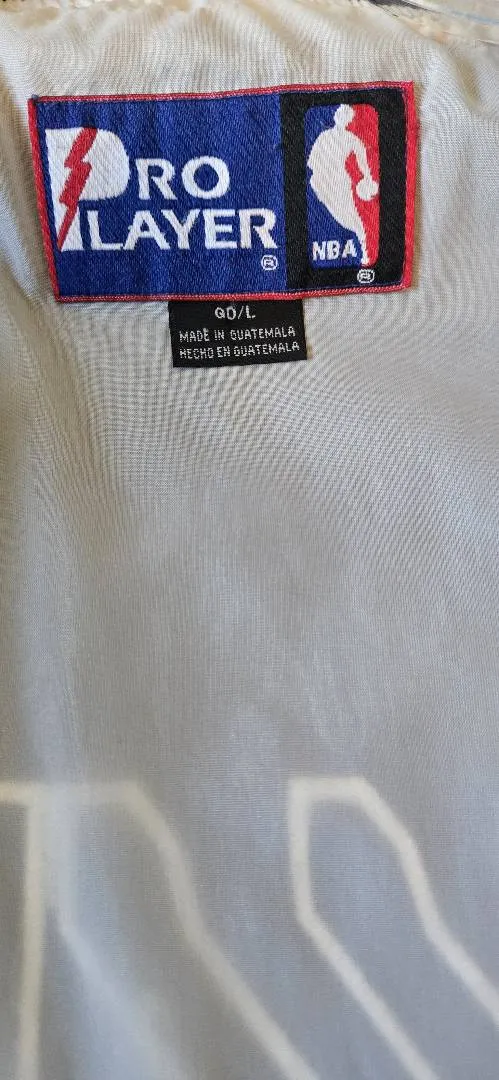 PRO
PLAYER
®
NBA
®
GD/L
MADE IN GUATEMALA
HECHO EN GUATEMALA